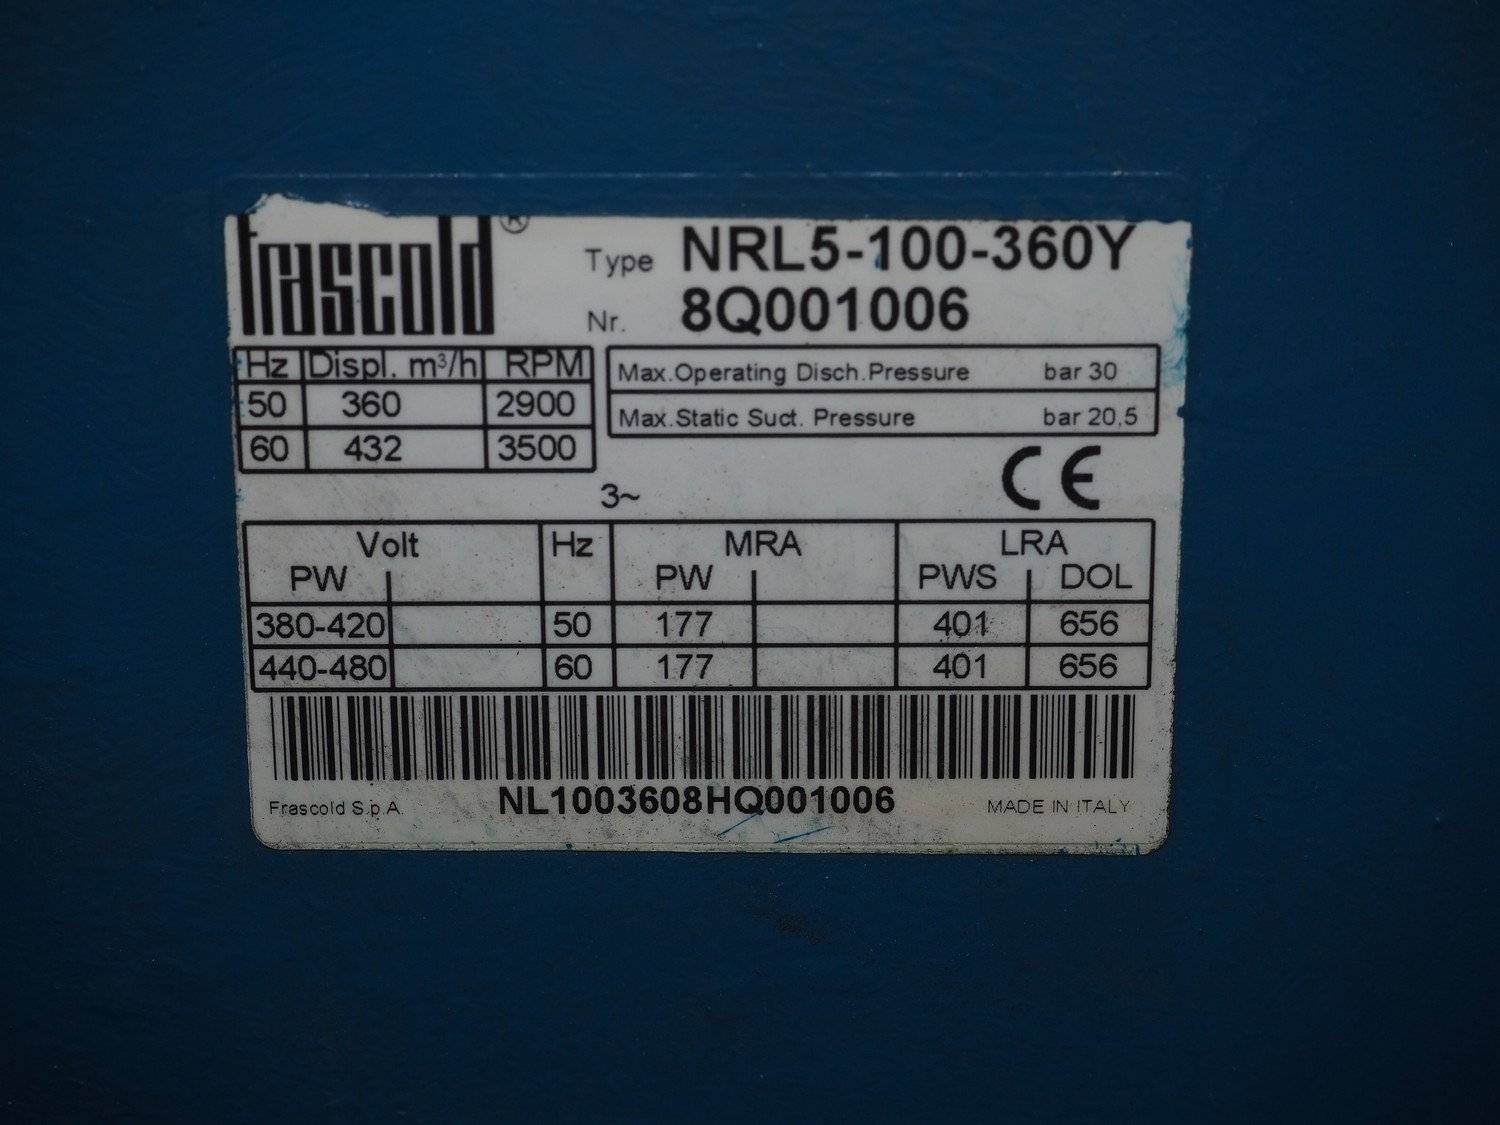 frascold ®
Type NRL5-100-360Y
Nr. 8Q001006
Hz Displ. m³/h RPM
50 360 2900
60 432 3500
Max.Operating Disch.Pressure bar 30
Max.Static Suct. Pressure bar 20,5
CE
3~
Volt Hz MRA LRA
PW PW PWS DOL
380-420 50 177 401 656
440-480 60 177 401 656
NL1003608HQ001006
Frascold S.p.A. MADE IN ITALY